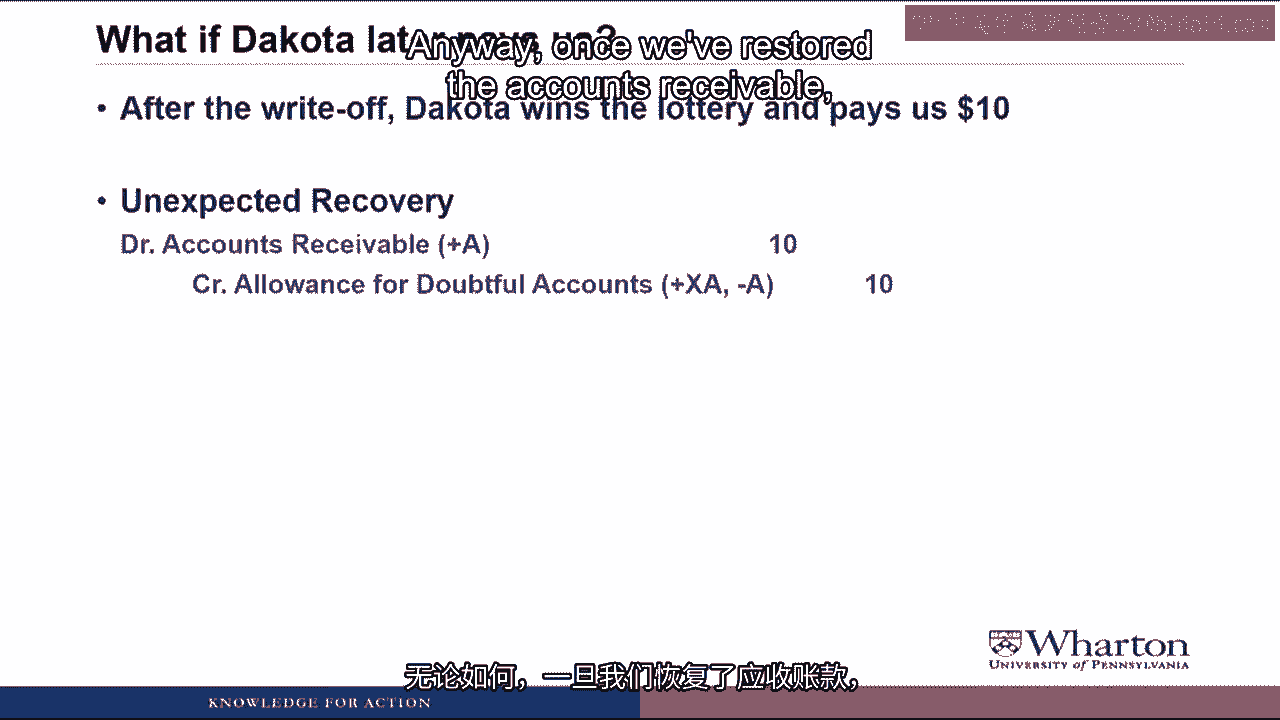 What if Dakota later pays us?
Anyway, once we've restored
the accounts receivable,
• After the write-off, Dakota wins the lottery and pays us $10
• Unexpected Recovery
Dr. Accounts Receivable (+A) 10
Cr. Allowance for Doubtful Accounts (+XA, -A) 10
Wharton
UNIVERSITY of PENNSYLVANIA
无论如何，一旦我们恢复了应收账款，
KNOWLEDGE FOR ACTION